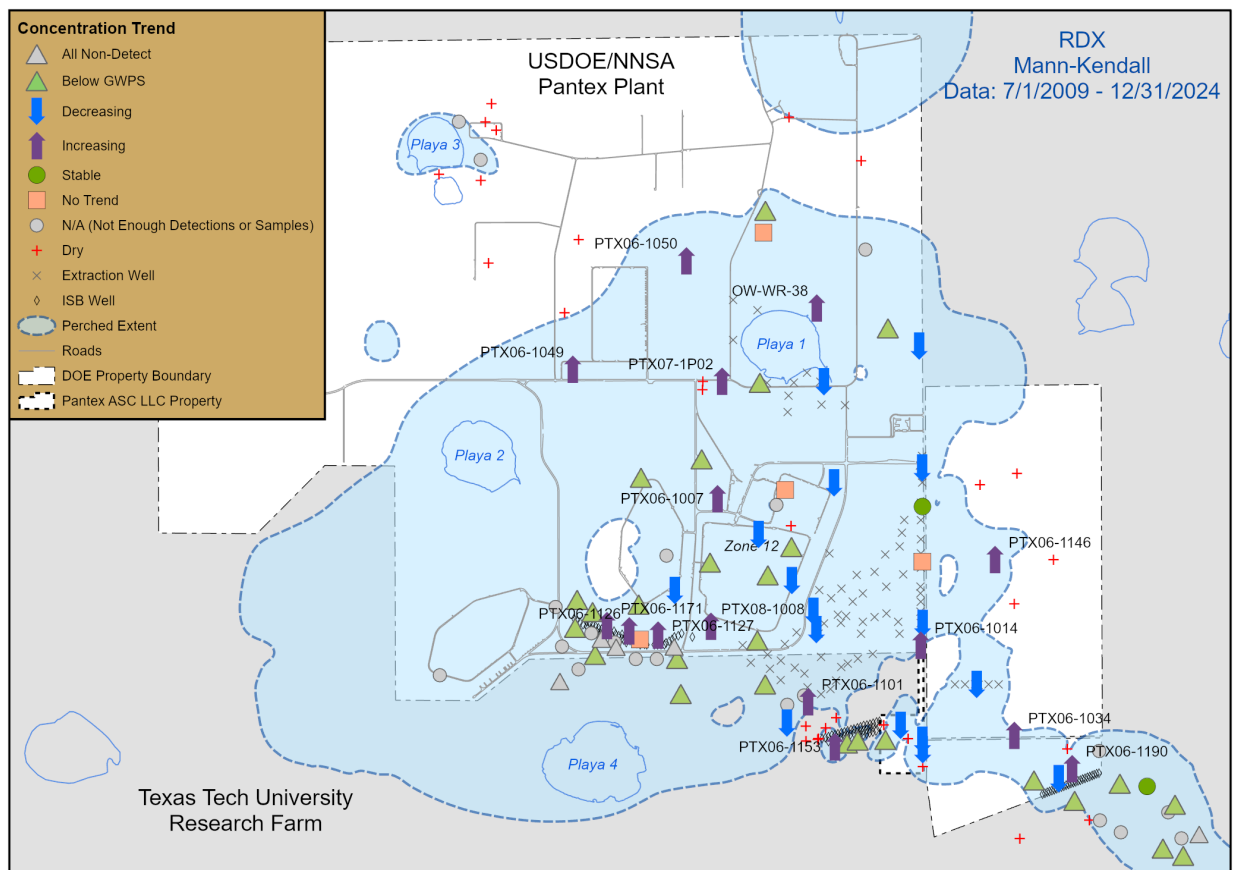 Concentration Trend
All Non-Detect
Below GWPS
Decreasing
Increasing
Stable
No Trend
N/A (Not Enough Detections or Samples)
Dry
Extraction Well
ISB Well
Perched Extent
Roads
DOE Property Boundary
Pantex ASC LLC Property
USDOE/NNSA
Pantex Plant
RDX
Mann-Kendall
Data: 7/1/2009 - 12/31/2024
Playa 3
PTX06-1050
OW-WR-38
Playa 1
PTX06-1049
PTX07-1P02
Playa 2
PTX06-1007
Zone 12
PTX06-1146
PTX06-1126
PTX06-1171
PTX08-1008
PTX06-1127
PTX06-1014
PTX06-1101
PTX06-1034
PTX06-1153
PTX06-1190
Playa 4
Texas Tech University
Research Farm